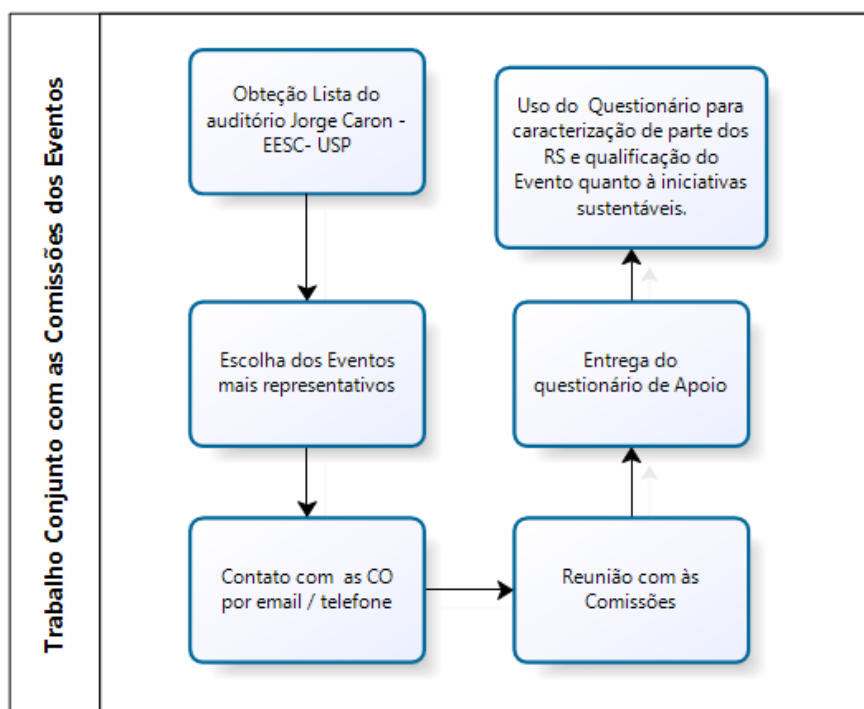 Trabalho Conjunto com as Comissões dos Eventos
Obteção Lista do
auditório Jorge Caron -
EESC- USP
Escolha dos Eventos
mais representativos
Contato com  as CO
por email / telefone
Reunião com às
Comissões
Entrega do
questionário de Apoio
Uso do  Questionário para
caracterização de parte dos
RS e qualificação do
Evento quanto à iniciativas
sustentáveis.